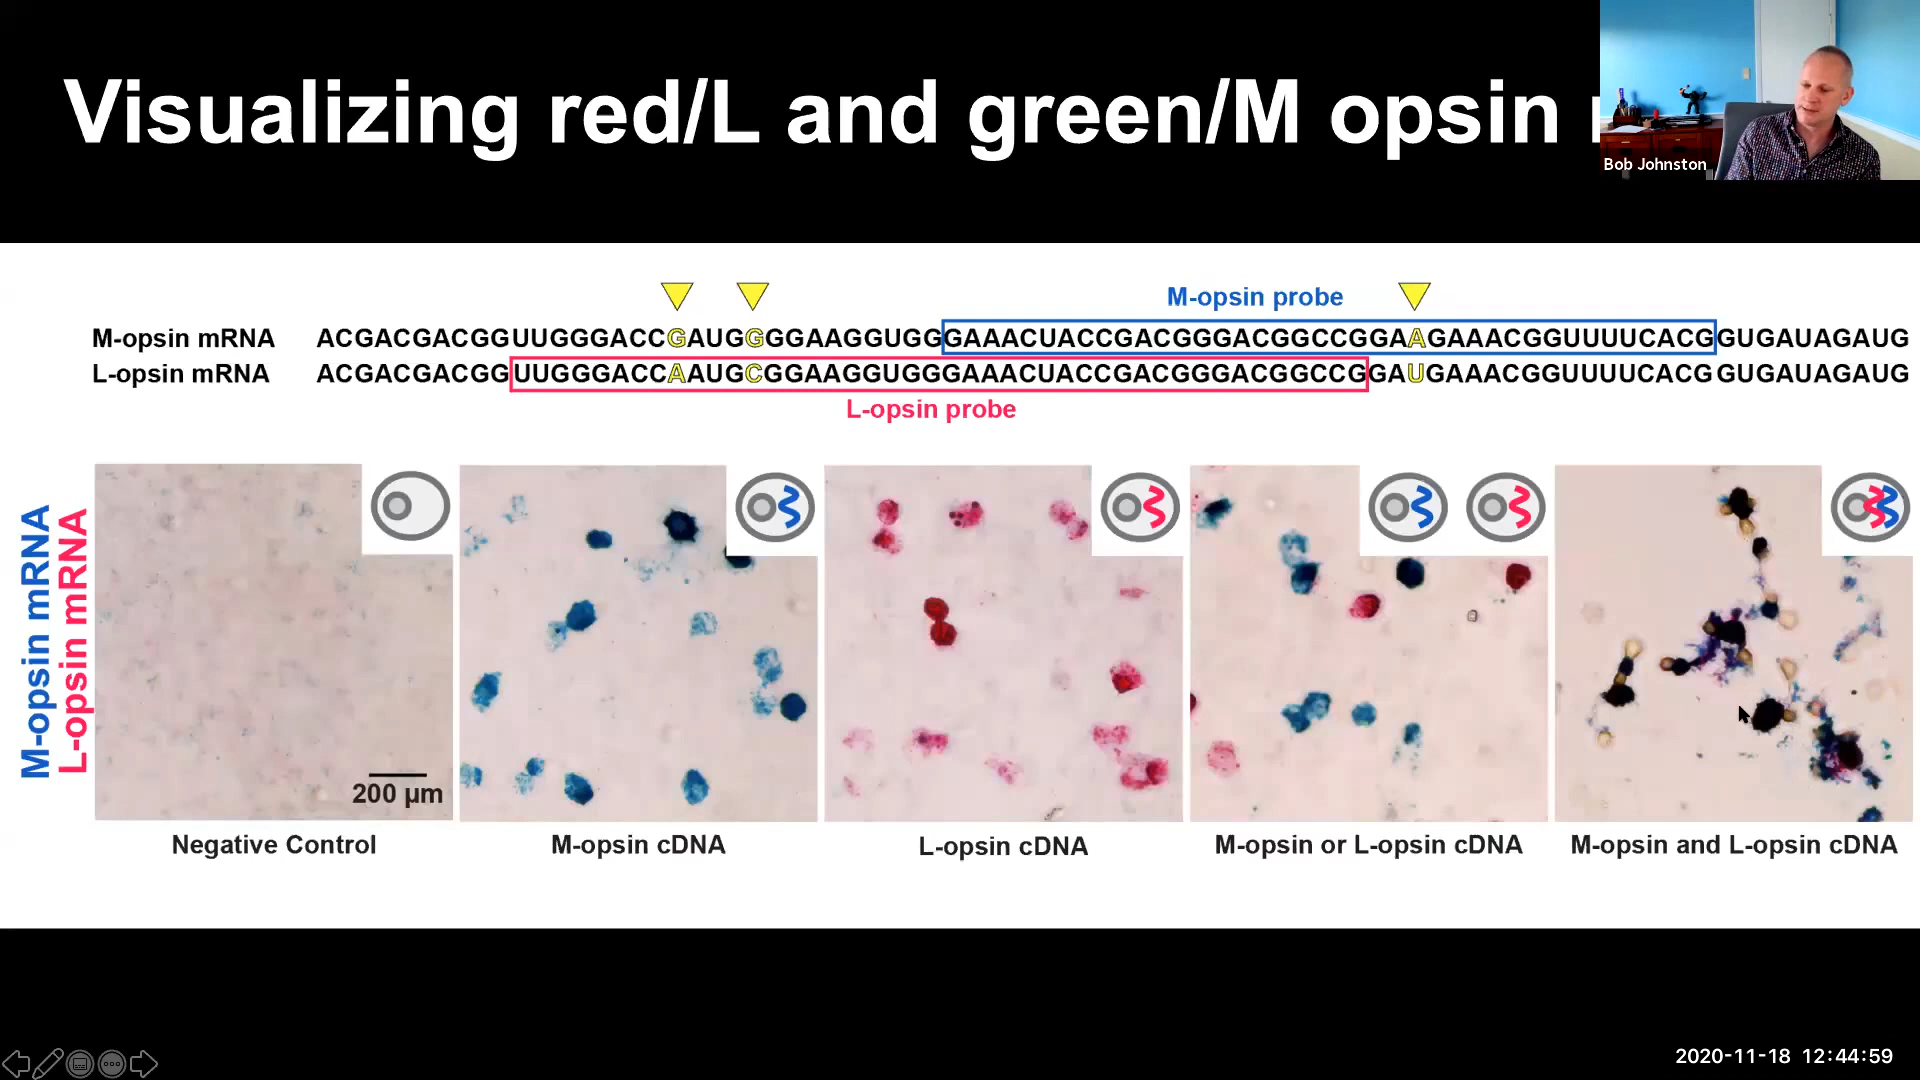 Visualizing red/L and green/M opsin
Bob Johnston
M-opsin probe
M-opsin mRNA ACGACGACGGUUGGGACCGAUGGGGAAGGUGGGAAACUACCGACGGGACGGCCGGAAGAAACGGUUUUCACGGUGAUAGAUG
L-opsin mRNA ACGACGACGGUUGGGACCAAUGCGGAAGGUGGGAAACUACCGACGGGACGGCCGGAUGAAACGGUUUUCACGGUGAUAGAUG
L-opsin probe
M-opsin mRNA
L-opsin mRNA
200 µm
Negative Control
M-opsin cDNA
L-opsin cDNA
M-opsin or L-opsin cDNA
M-opsin and L-opsin cDNA
2020-11-18 12:44:59